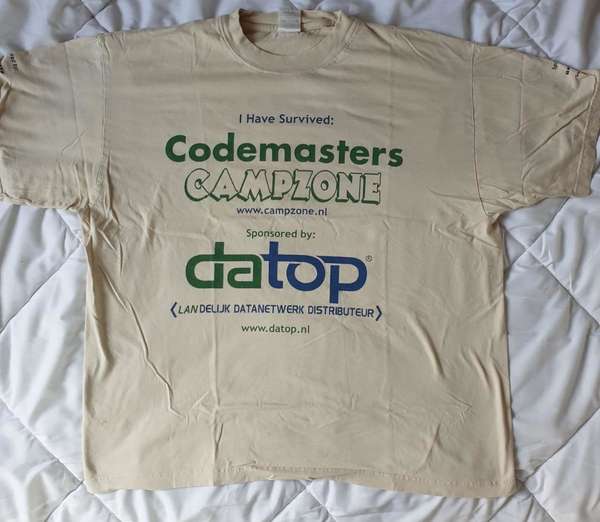 I Have Survived:
Codemasters
CAMPZONE
www.campzone.nl
Sponsored by:
datop®
<LANDELIJK DATANETWERK DISTRIBUTEUR>
www.datop.nl